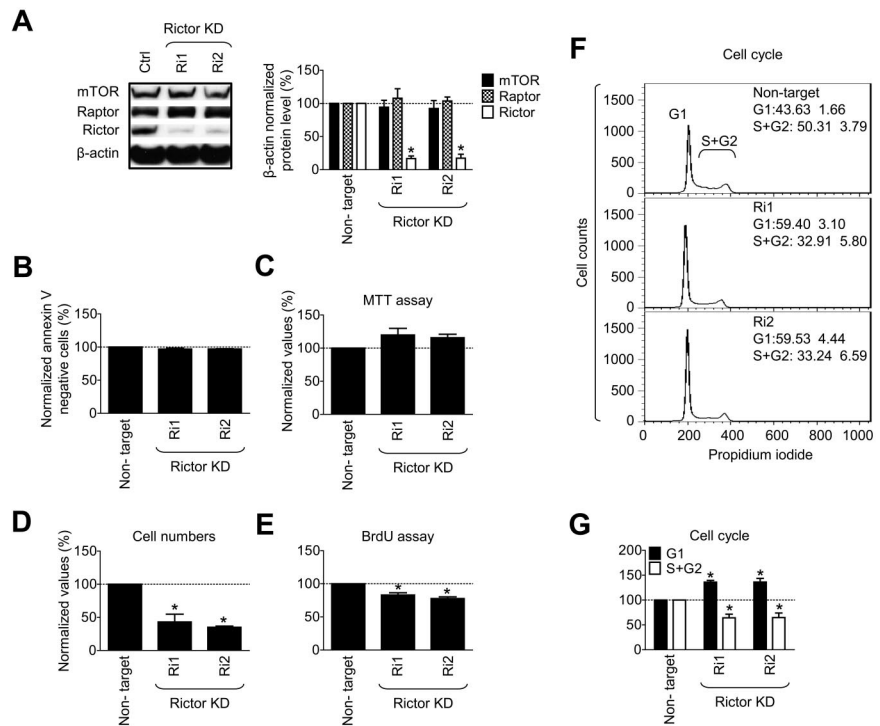 A
Rictor KD
Ctrl
Ri1
Ri2
mTOR
Raptor
Rictor
β-actin
β-actin normalized
protein level (%)
150
100
50
0
mTOR
Raptor
Rictor
*
*
Non- target
Ri1
Ri2
Rictor KD
B
Normalized annexin V
negative cells (%)
150
100
50
0
Non- target
Ri1
Ri2
Rictor KD
C
MTT assay
Normalized values (%)
150
100
50
0
Non- target
Ri1
Ri2
Rictor KD
D
Cell numbers
Normalized values (%)
150
100
50
0
*
*
Non- target
Ri1
Ri2
Rictor KD
E
BrdU assay
150
100
50
0
*
*
Non- target
Ri1
Ri2
Rictor KD
F
Cell cycle
Cell counts
1500
1000
500
0
G1
S+G2
Non-target
G1:43.63 1.66
S+G2: 50.31 3.79
1500
1000
500
0
Ri1
G1:59.40 3.10
S+G2: 32.91 5.80
1500
1000
500
0
Ri2
G1:59.53 4.44
S+G2: 33.24 6.59
0 200 400 600 800 1000
Propidium iodide
G
Cell cycle
G1
S+G2
200
150
100
50
0
*
*
*
*
Non- target
Ri1
Ri2
Rictor KD